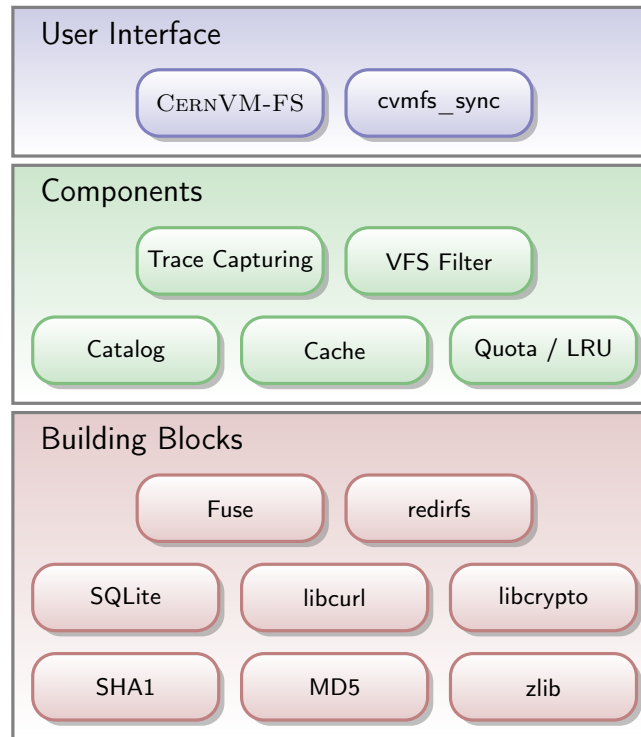 User Interface
CERNVM-FS cvmfs_sync
Components
Trace Capturing VFS Filter
Catalog Cache Quota / LRU
Building Blocks
Fuse redirfs
SQLite libcurl libcrypto
SHA1 MD5 zlib